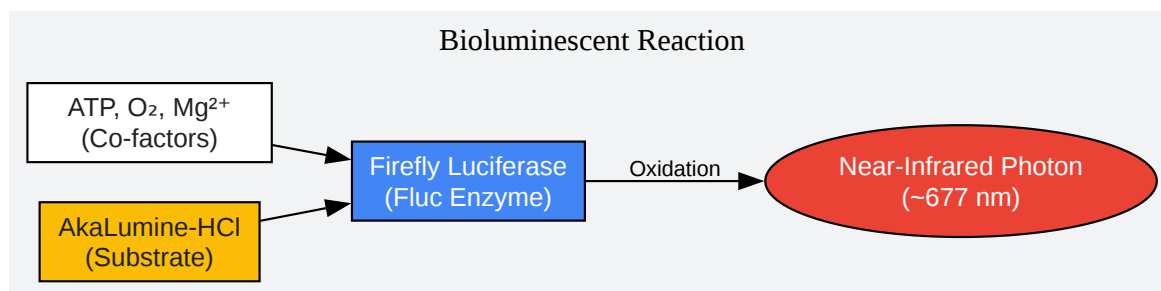 Bioluminescent Reaction
ATP, O₂, Mg²⁺
(Co-factors)
AkaLumine-HCl
(Substrate)
Firefly Luciferase
(Fluc Enzyme)
Oxidation
Near-Infrared Photon
(~677 nm)